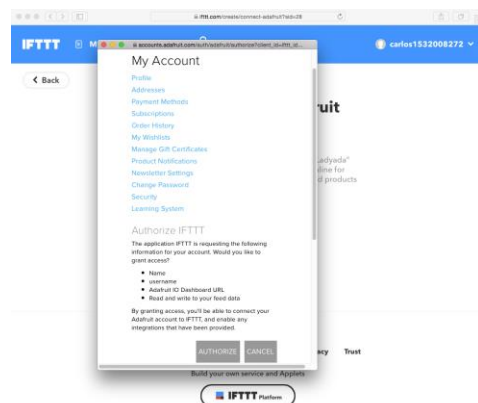 ifttt.com/create/connect-adafruit?wid=28
IFTTT
M
carlos1532008272
Back
accounts.adafruit.com/auth/adafruit/authorize?client_id=ifttt_id...
My Account
Profile
Addresses
Payment Methods
Subscriptions
Order History
My Wishlists
Manage Gift Certificates
Product Notifications
Newsletter Settings
Change Password
Security
Learning System
Authorize IFTTT
The application IFTTT is requesting the following
information for your account. Would you like to
grant access?
Name
username
Adafruit IO Dashboard URL
Read and write to your feed data
By granting access, you'll be able to connect your
Adafruit account to IFTTT, and enable any
integrations that have been provided.
AUTHORIZE CANCEL
ruit
adyada"
line for
d products
acy Trust
Build your own service and Applets
IFTTT Platform